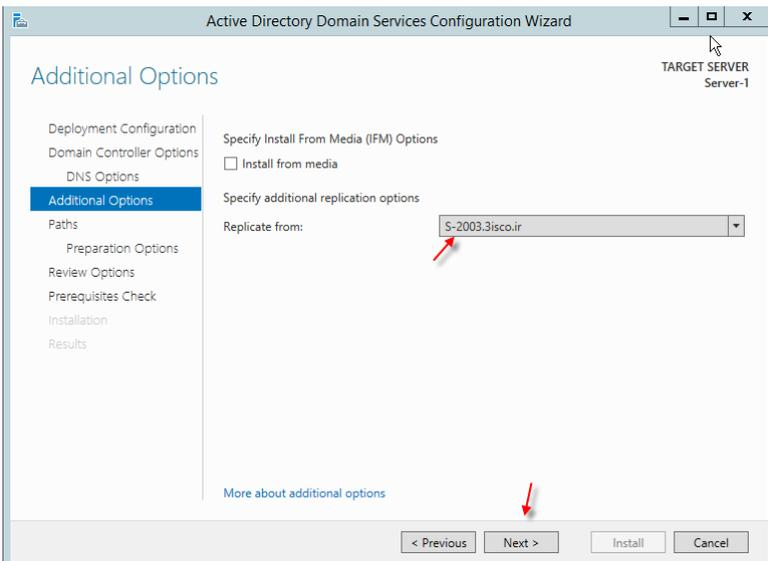 Active Directory Domain Services Configuration Wizard
Additional Options
TARGET SERVER
Server-1
Deployment Configuration
Domain Controller Options
DNS Options
Additional Options
Paths
Preparation Options
Review Options
Prerequisites Check
Installation
Results
Specify Install From Media (IFM) Options
Install from media
Specify additional replication options
Replicate from: S-2003.3isco.ir
More about additional options
< Previous Next > Install Cancel